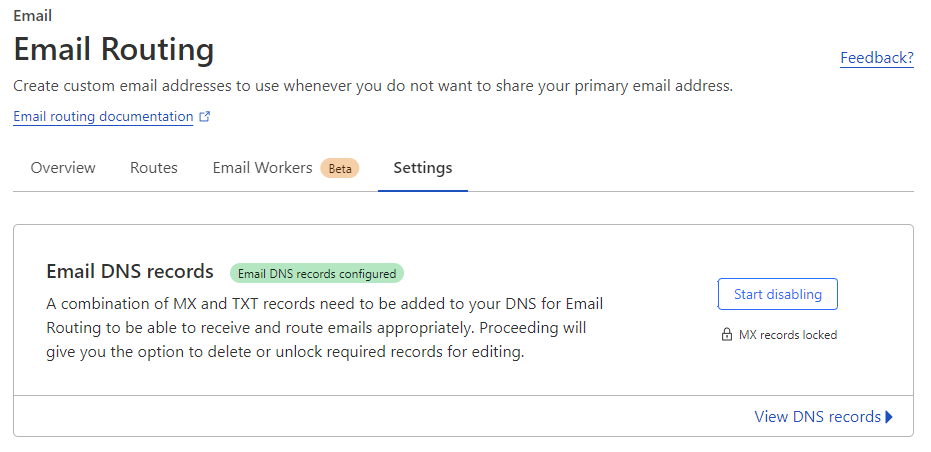 Email
Email Routing
Feedback?
Create custom email addresses to use whenever you do not want to share your primary email address.
Email routing documentation
Overview
Routes
Email Workers
Beta
Settings
Email DNS records
Email DNS records configured
A combination of MX and TXT records need to be added to your DNS for Email
Routing to be able to receive and route emails appropriately. Proceeding will
give you the option to delete or unlock required records for editing.
Start disabling
MX records locked
View DNS records